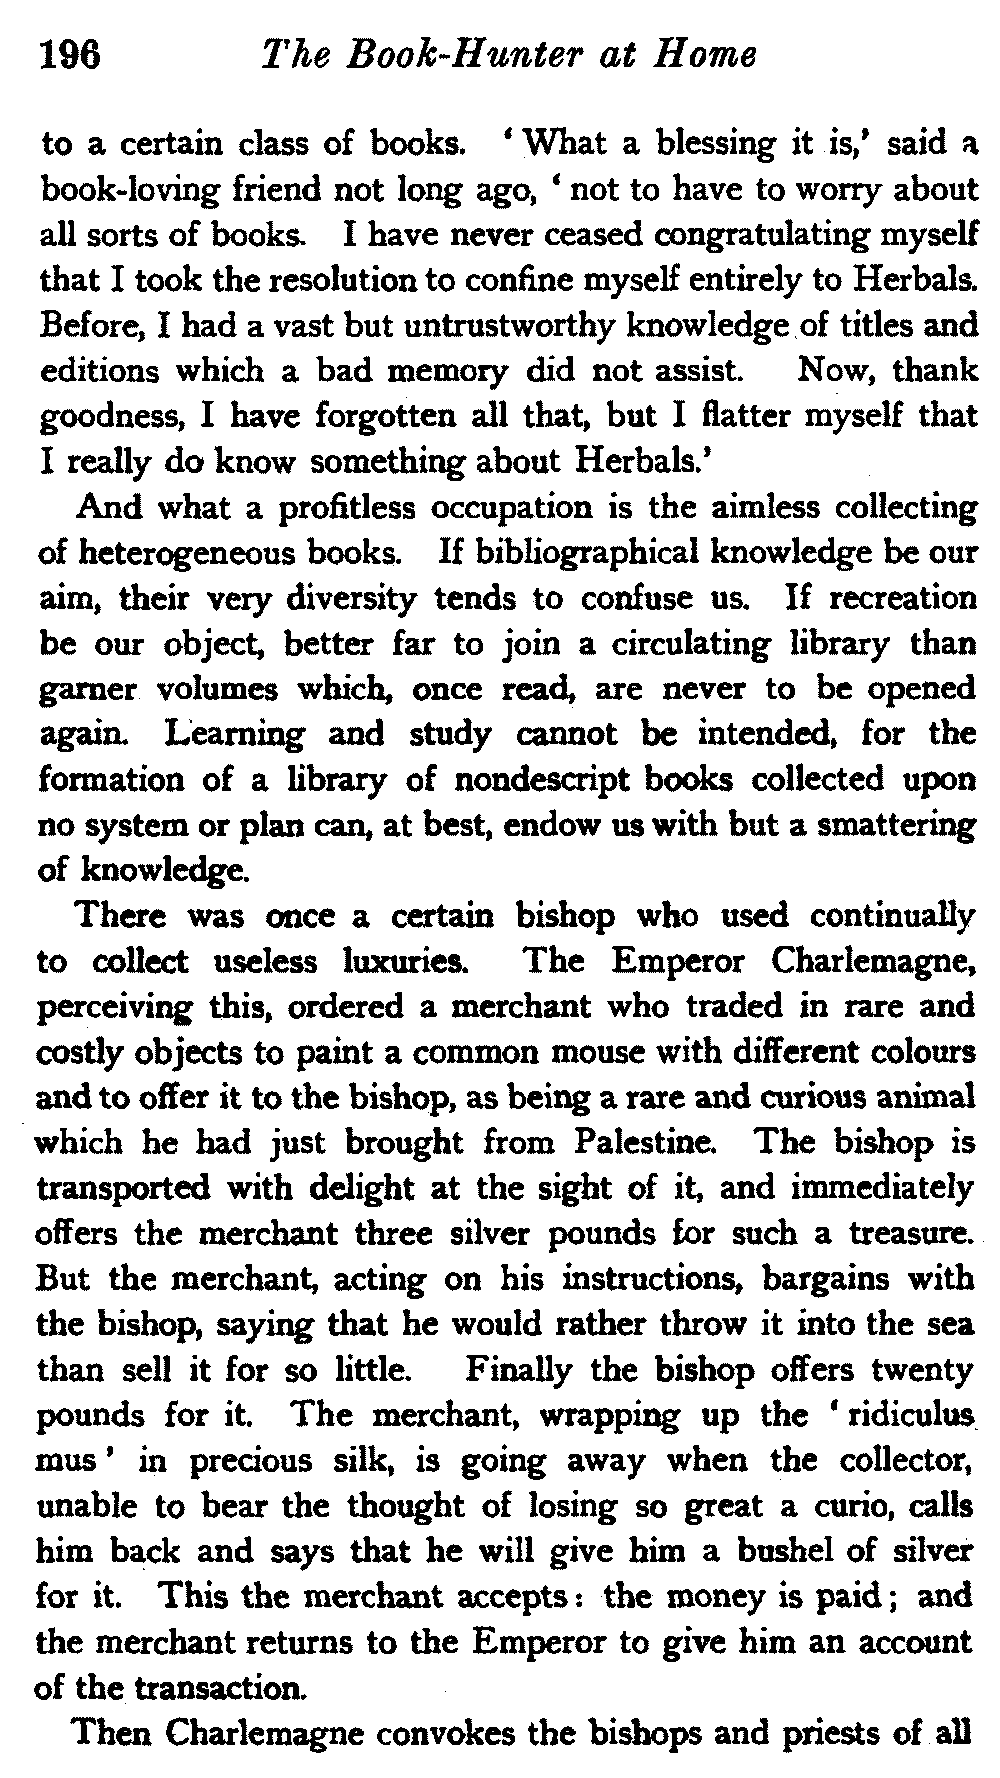 196 The Book-Hunter at Home
to a certain class of books. ‘ What a blessing it is,’ said a
book-loving friend not long ago, ‘ not to have to worry about
all sorts of books. I have never ceased congratulating myself
that I took the resolution to confine myself entirely to Herbals.
Before, I had a vast but untrustworthy knowledge of titles and
editions which a bad memory did not assist. Now, thank
goodness, I have forgotten all that, but I flatter myself that
I really do know something about Herbals.’
And what a profitless occupation is the aimless collecting
of heterogeneous books. If bibliographical knowledge be our
aim, their very diversity tends to confuse us. If recreation
be our object, better far to join a circulating library than
garner volumes which, once read, are never to be opened
again. Learning and study cannot be intended, for the
formation of a library of nondescript books collected upon
no system or plan can, at best, endow us with but a smattering
of knowledge.
There was once a certain bishop who used continually
to collect useless luxuries. The Emperor Charlemagne,
perceiving this, ordered a merchant who traded in rare and
costly objects to paint a common mouse with different colours
and to offer it to the bishop, as being a rare and curious animal
which he had just brought from Palestine. The bishop is
transported with delight at the sight of it, and immediately
offers the merchant three silver pounds for such a treasure.
But the merchant, acting on his instructions, bargains with
the bishop, saying that he would rather throw it into the sea
than sell it for so little. Finally the bishop offers twenty
pounds for it. The merchant, wrapping up the ‘ ridiculus
mus ’ in precious silk, is going away when the collector,
unable to bear the thought of losing so great a curio, calls
him back and says that he will give him a bushel of silver
for it. This the merchant accepts: the money is paid; and
the merchant returns to the Emperor to give him an account
of the transaction.
Then Charlemagne convokes the bishops and priests of all